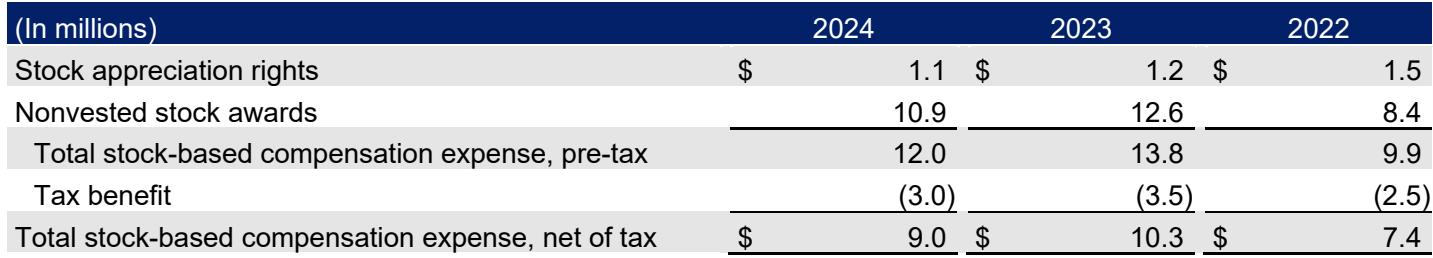 (In millions) 2024 2023 2022
Stock appreciation rights $ 1.1 $ 1.2 $ 1.5
Nonvested stock awards 10.9 12.6 8.4
Total stock-based compensation expense, pre-tax 12.0 13.8 9.9
Tax benefit (3.0) (3.5) (2.5)
Total stock-based compensation expense, net of tax $ 9.0 $ 10.3 $ 7.4